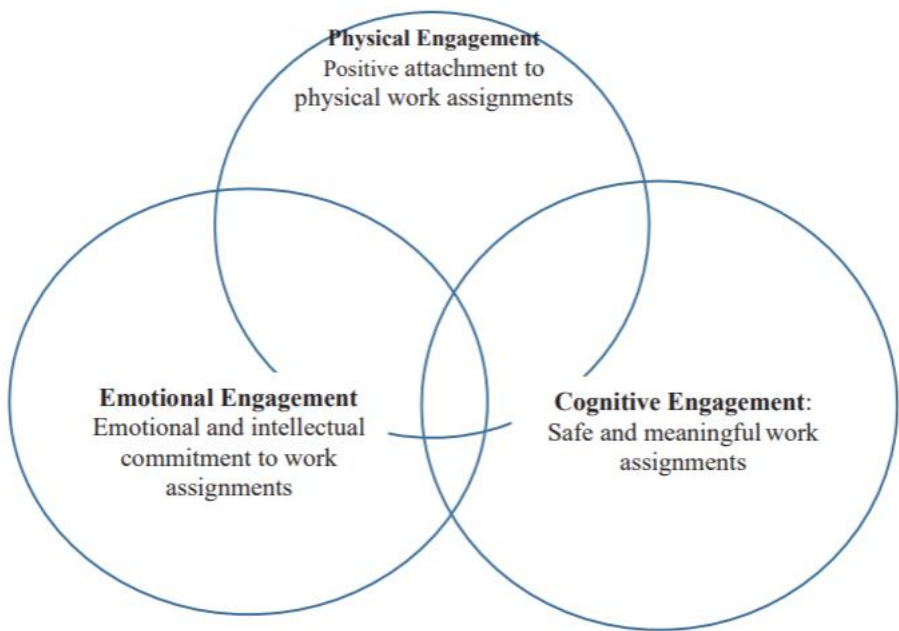 Physical Engagement
Positive attachment to
physical work assignments
Emotional Engagement
Emotional and intellectual
commitment to work
assignments
Cognitive Engagement:
Safe and meaningful work
assignments